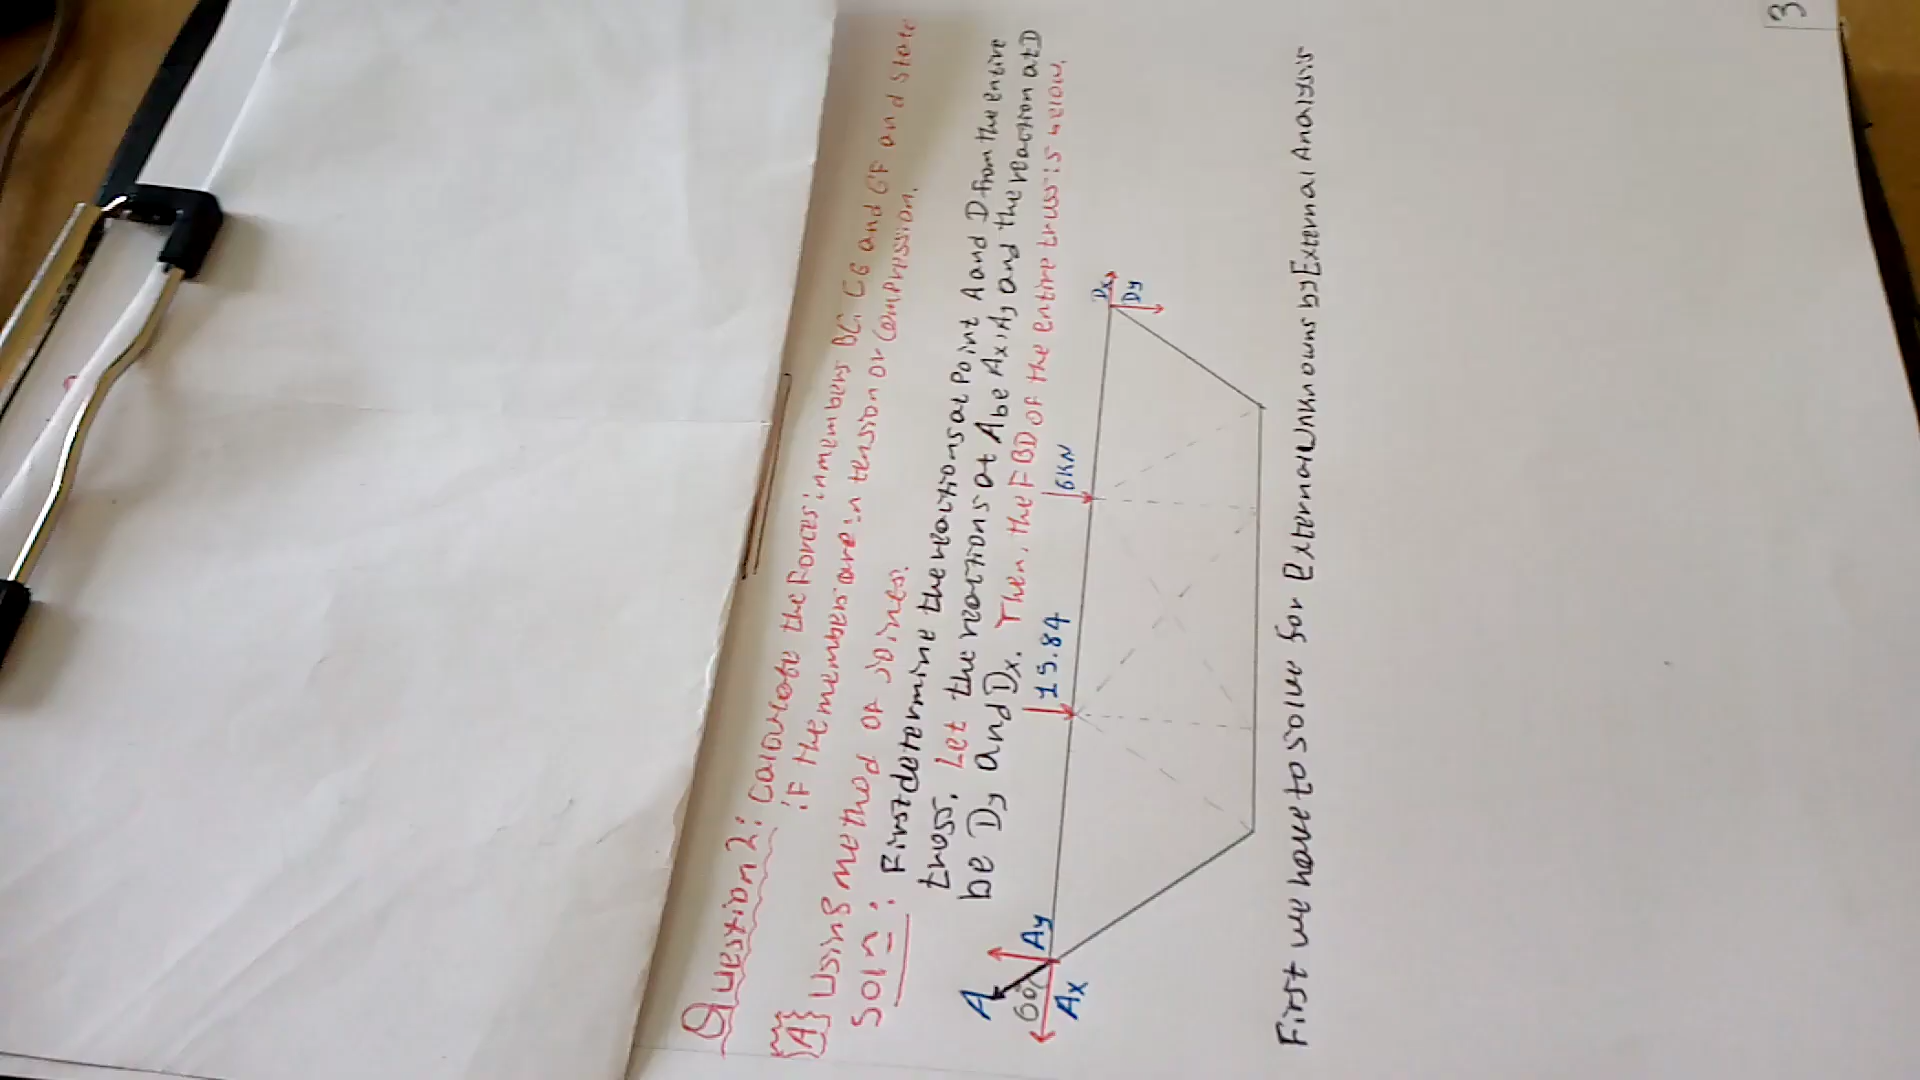 Question 2: Calculate the Forces in members BC, CG and GF and state
if the members are in tension or Compression.
[A] Using method of joines.
Soln: First determine the reactions at Point A and D from the entire
truss. Let the reactions at A be Ax, Ay and the reaction at D
be Dy and Dx. Then, the FBD of the entire truss is below.
A
60°
Ay
Ax
15.84
6KN
Dx
Dy
First we have to solve for External Unknowns by External Analysis
3